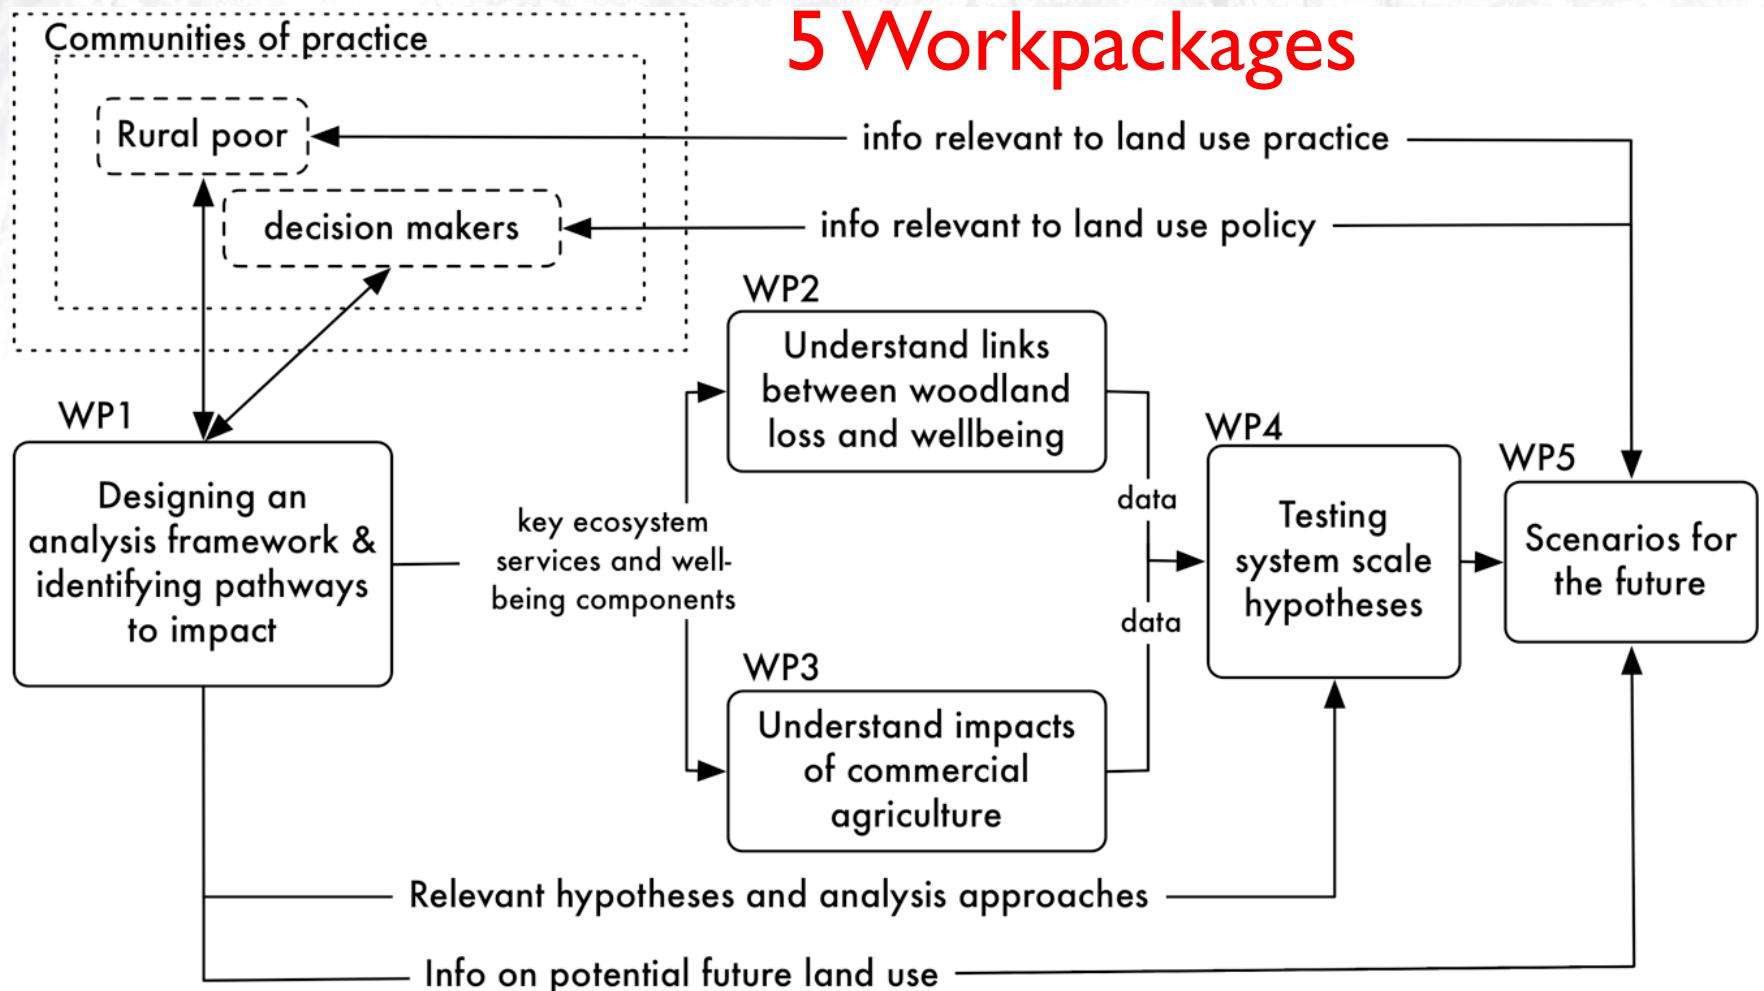 5 Workpackages
Communities of practice
Rural poor
info relevant to land use practice
decision makers
info relevant to land use policy
WP2
Understand links
between woodland
loss and wellbeing
WP1
Designing an
analysis framework &
identifying pathways
to impact
key ecosystem
services and well-
being components
data
data
WP4
Testing
system scale
hypotheses
WP5
Scenarios for
the future
WP3
Understand impacts
of commercial
agriculture
Relevant hypotheses and analysis approaches
Info on potential future land use